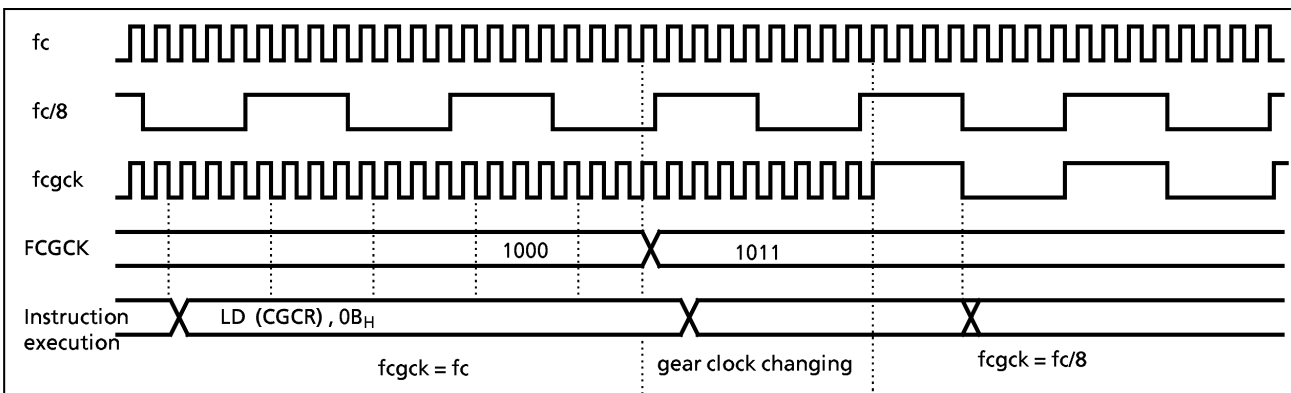 fc
fc/8
fcgck
FCGCK
1000
1011
Instruction
execution
LD (CGCR) , 0BH
fcgck = fc
gear clock changing
fcgck = fc/8